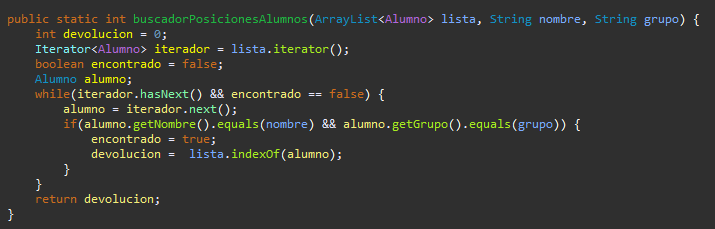 public static int buscadorPosicionesAlumnos(ArrayList<Alumno> lista, String nombre, String grupo) {
    int devolucion = 0;
    Iterator<Alumno> iterador = lista.iterator();
    boolean encontrado = false;
    Alumno alumno;
    while(iterador.hasNext() && encontrado == false) {
        alumno = iterador.next();
        if(alumno.getNombre().equals(nombre) && alumno.getGrupo().equals(grupo)) {
            encontrado = true;
            devolucion =  lista.indexOf(alumno);
        }
    }
    return devolucion;
}